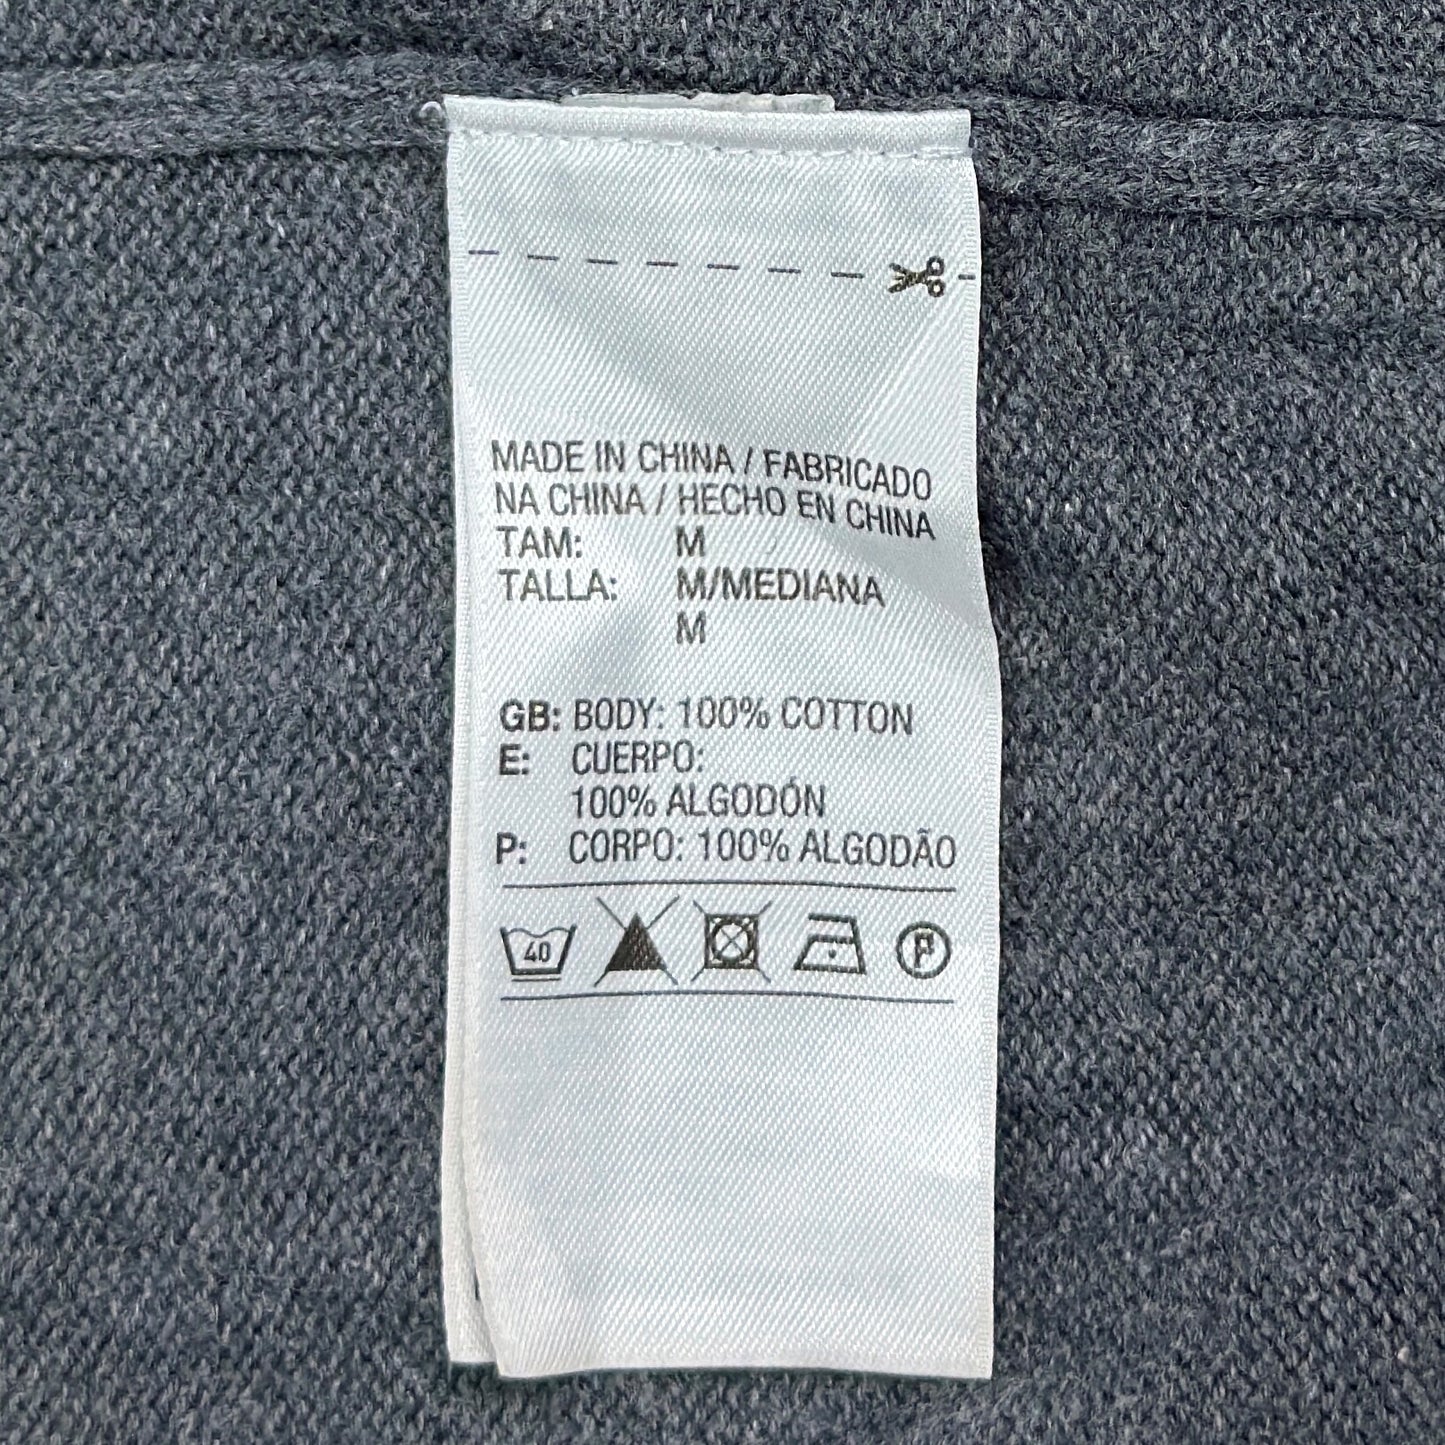 MADE IN CHINA / FABRICADO
NA CHINA / HECHO EN CHINA
TAM: M
TALLA: M/MEDIANA
M
GB: BODY: 100% COTTON
E: CUERPO:
100% ALGODÓN
P: CORPO: 100% ALGODÃO
40 P